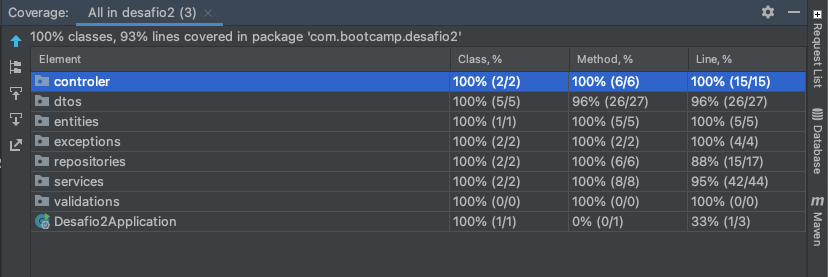 Coverage: All in desafio2 (3) ×
100% classes, 93% lines covered in package 'com.bootcamp.desafio2'
Element Class, % Method, % Line, %
controler 100% (2/2) 100% (6/6) 100% (15/15)
dtos 100% (5/5) 96% (26/27) 96% (26/27)
entities 100% (1/1) 100% (5/5) 100% (5/5)
exceptions 100% (2/2) 100% (2/2) 100% (4/4)
repositories 100% (2/2) 100% (6/6) 88% (15/17)
services 100% (2/2) 100% (8/8) 95% (42/44)
validations 100% (0/0) 100% (0/0) 100% (0/0)
Desafio2Application 100% (1/1) 0% (0/1) 33% (1/3)
Request List
Database
m Maven